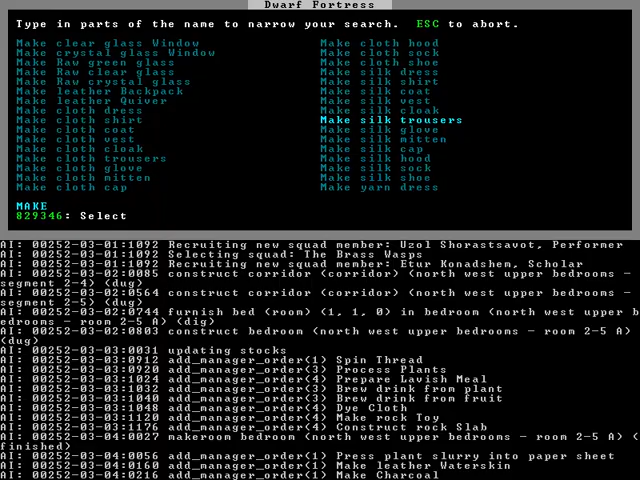 Dwarf Fortress
Type in parts of the name to narrow your search.  ESC to abort.
Make clear glass Window
Make crystal glass Window
Make Raw green glass
Make Raw clear glass
Make Raw crystal glass
Make leather Backpack
Make leather Quiver
Make cloth dress
Make cloth shirt
Make cloth coat
Make cloth vest
Make cloth cloak
Make cloth trousers
Make cloth glove
Make cloth mitten
Make cloth cap
Make cloth hood
Make cloth sock
Make cloth shoe
Make silk dress
Make silk shirt
Make silk coat
Make silk vest
Make silk cloak
Make silk trousers
Make silk glove
Make silk mitten
Make silk cap
Make silk hood
Make silk sock
Make silk shoe
Make yarn dress
MAKE
829346: Select
AI: 00252-03-01:1092 Recruiting new squad member: Uzol Shorastsavot, Performer
AI: 00252-03-01:1092 Selecting squad: The Brass Wasps
AI: 00252-03-01:1092 Recruiting new squad member: Etur Konadshem, Scholar
AI: 00252-03-02:0085 construct corridor (corridor) (north west upper bedrooms - segment 2-4) (dug)
AI: 00252-03-02:0564 construct corridor (corridor) (north west upper bedrooms - segment 2-5) (dug)
AI: 00252-03-02:0744 furnish bed (room) (1, 1, 0) in bedroom (north west upper b
edrooms - room 2-5 A) (dig)
AI: 00252-03-02:0803 construct bedroom (north west upper bedrooms - room 2-5 A)
(dug)
AI: 00252-03-03:0031 updating stocks
AI: 00252-03-03:0912 add_manager_order(1) Spin Thread
AI: 00252-03-03:0920 add_manager_order(3) Process Plants
AI: 00252-03-03:1024 add_manager_order(4) Prepare Lavish Meal
AI: 00252-03-03:1032 add_manager_order(3) Brew drink from plant
AI: 00252-03-03:1040 add_manager_order(3) Brew drink from fruit
AI: 00252-03-03:1048 add_manager_order(4) Dye Cloth
AI: 00252-03-03:1120 add_manager_order(4) Make rock Toy
AI: 00252-03-03:1176 add_manager_order(4) Construct rock Slab
AI: 00252-03-04:0027 makeroom bedroom (north west upper bedrooms - room 2-5 A) (
finished)
AI: 00252-03-04:0056 add_manager_order(1) Press plant slurry into paper sheet
AI: 00252-03-04:0160 add_manager_order(1) Make leather Waterskin
AI: 00252-03-04:0216 add_manager_order(1) Make Charcoal